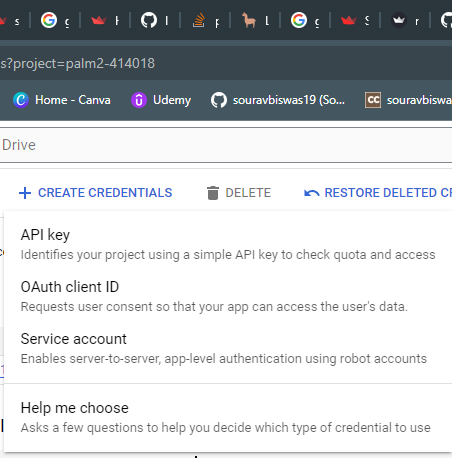 s?project=palm2-414018
Home - Canva Udemy souravbiswas19 (So... CC souravbiswa
Drive
+ CREATE CREDENTIALS DELETE RESTORE DELETED
API key
Identifies your project using a simple API key to check quota and access
OAuth client ID
Requests user consent so that your app can access the user's data.
Service account
Enables server-to-server, app-level authentication using robot accounts
Help me choose
Asks a few questions to help you decide which type of credential to use